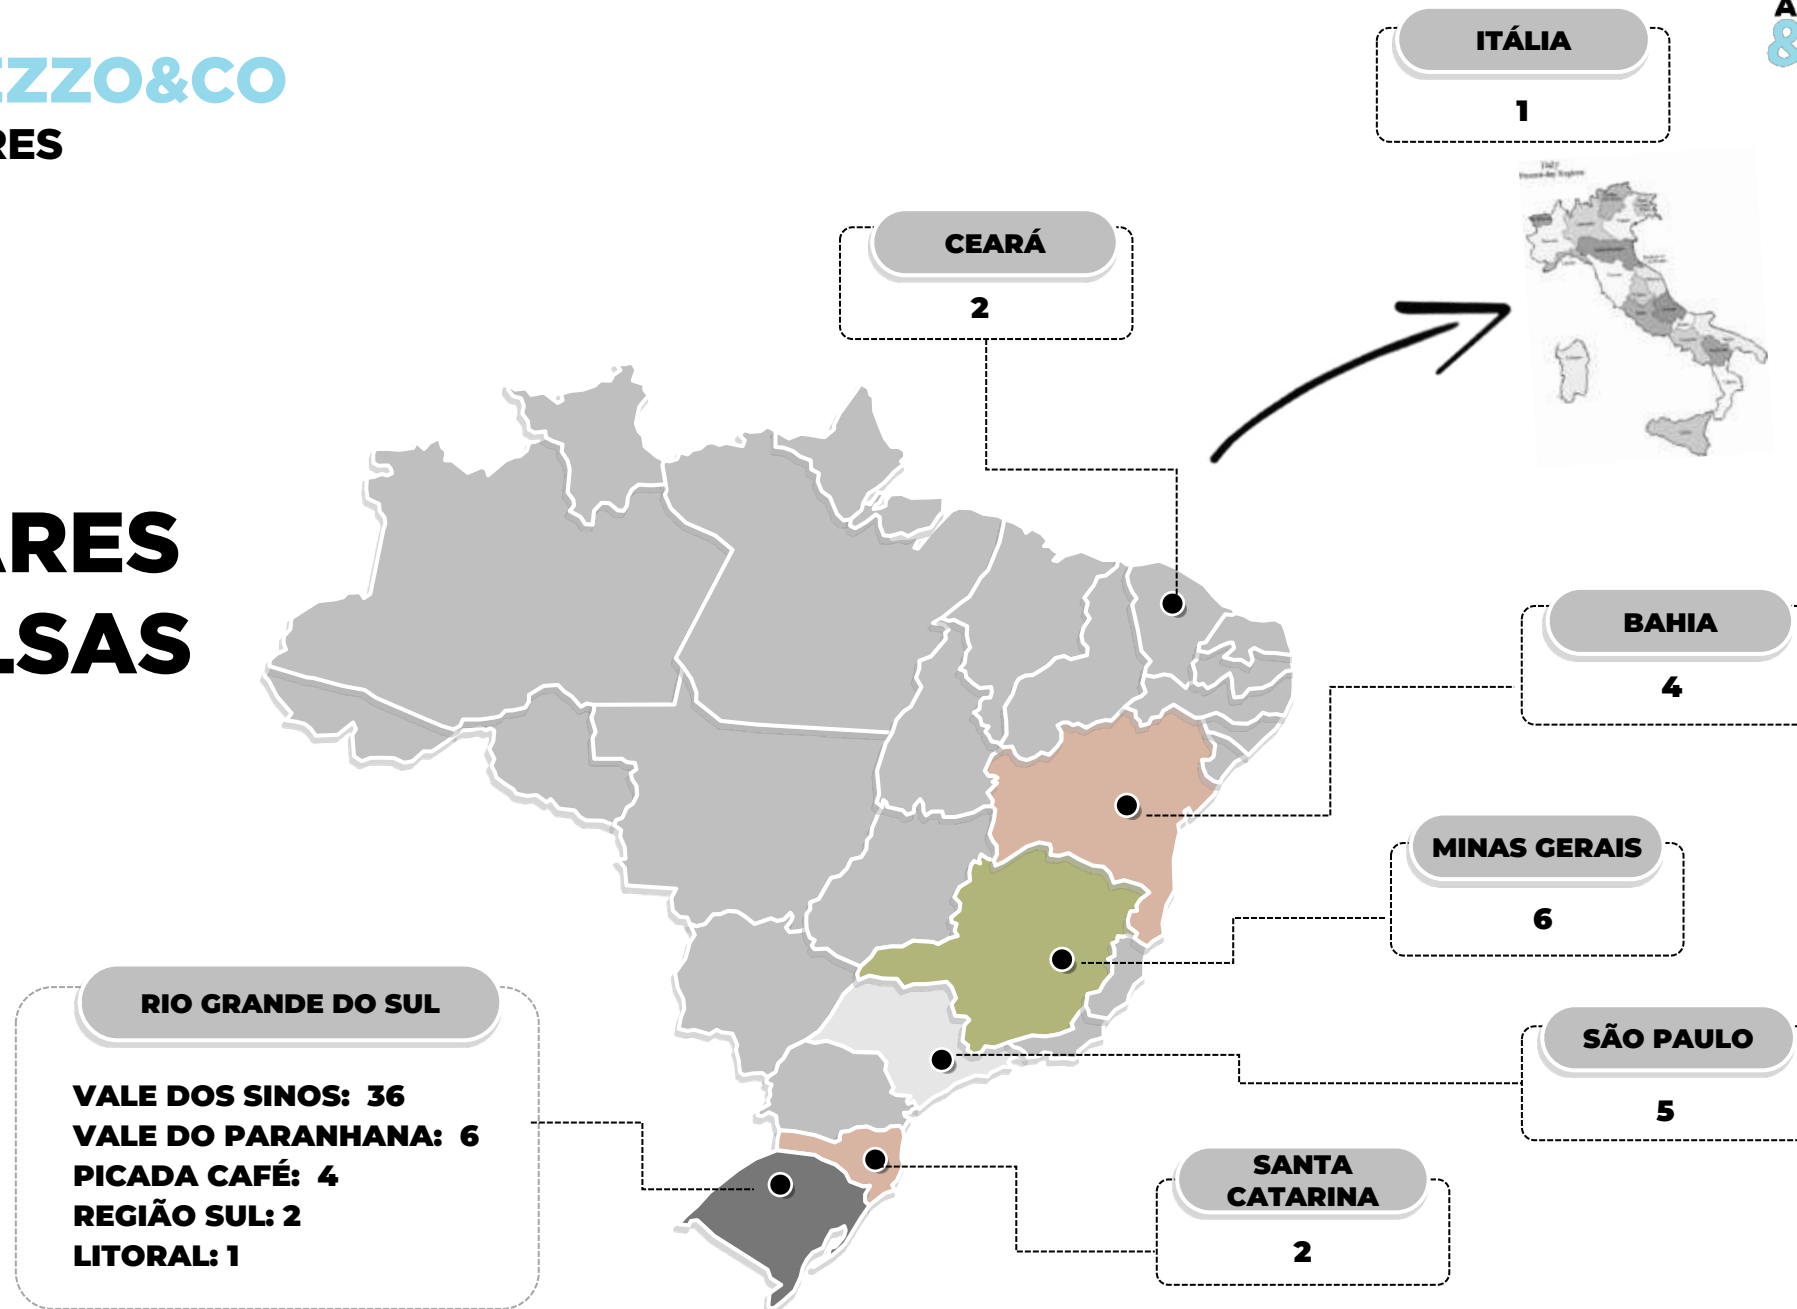 ZZO&CO
RES
ARES
LSAS
ITÁLIA
1
A
&
CEARÁ
2
BAHIA
4
MINAS GERAIS
6
SÃO PAULO
5
SANTA
CATARINA
2
RIO GRANDE DO SUL
VALE DOS SINOS: 36
VALE DO PARANHANA: 6
PICADA CAFÉ: 4
REGIÃO SUL: 2
LITORAL: 1